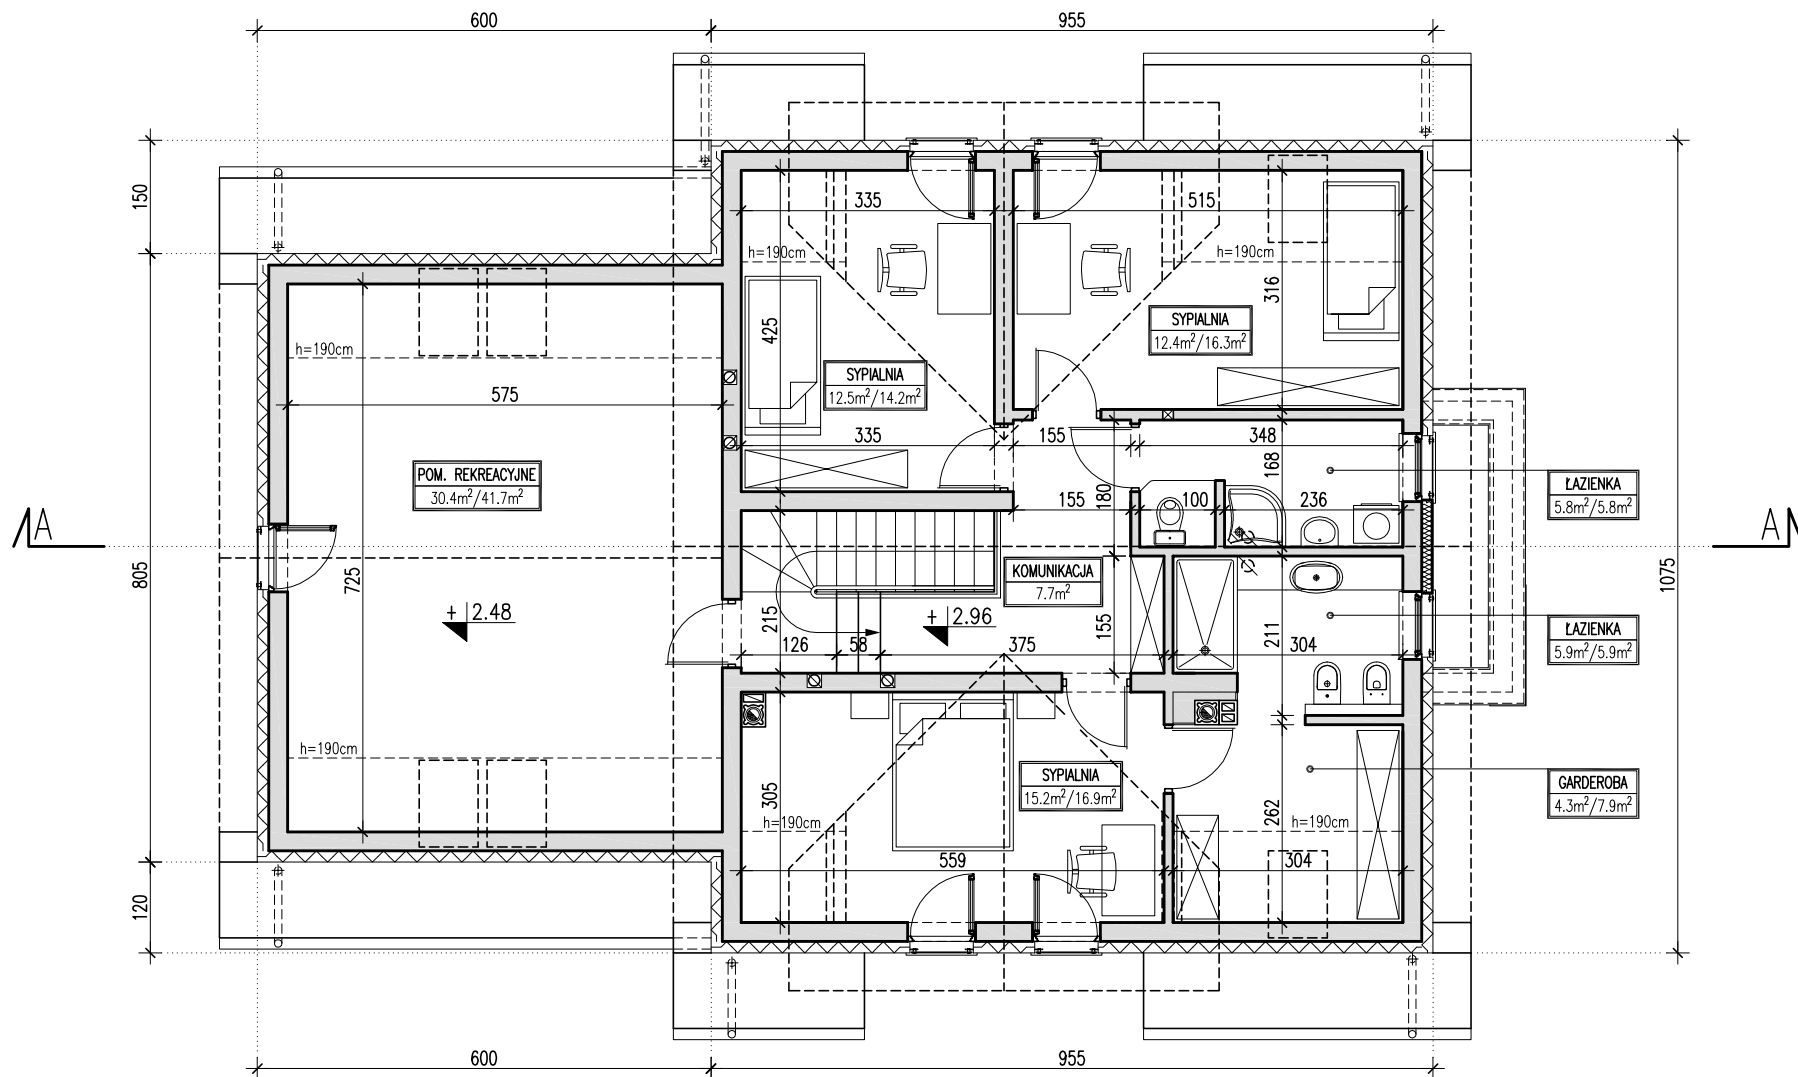 600
955
150
335
515
h=190cm
h=190cm
316
SYPIALNIA
12.4m²/16.3m²
425
h=190cm
SYPIALNIA
12.5m²/14.2m²
575
335
155
348
168
POM. REKREACYJNE
30.4m²/41.7m²
ŁAZIENKA
5.8m²/5.8m²
155
180
100
236
A
A
805
725
1075
KOMUNIKACJA
7.7m²
+ 2.48
+ 2.96
215
126
58
375
155
211
304
ŁAZIENKA
5.9m²/5.9m²
h=190cm
SYPIALNIA
15.2m²/16.9m²
GARDEROBA
4.3m²/7.9m²
305
h=190cm
262
h=190cm
559
304
120
600
955